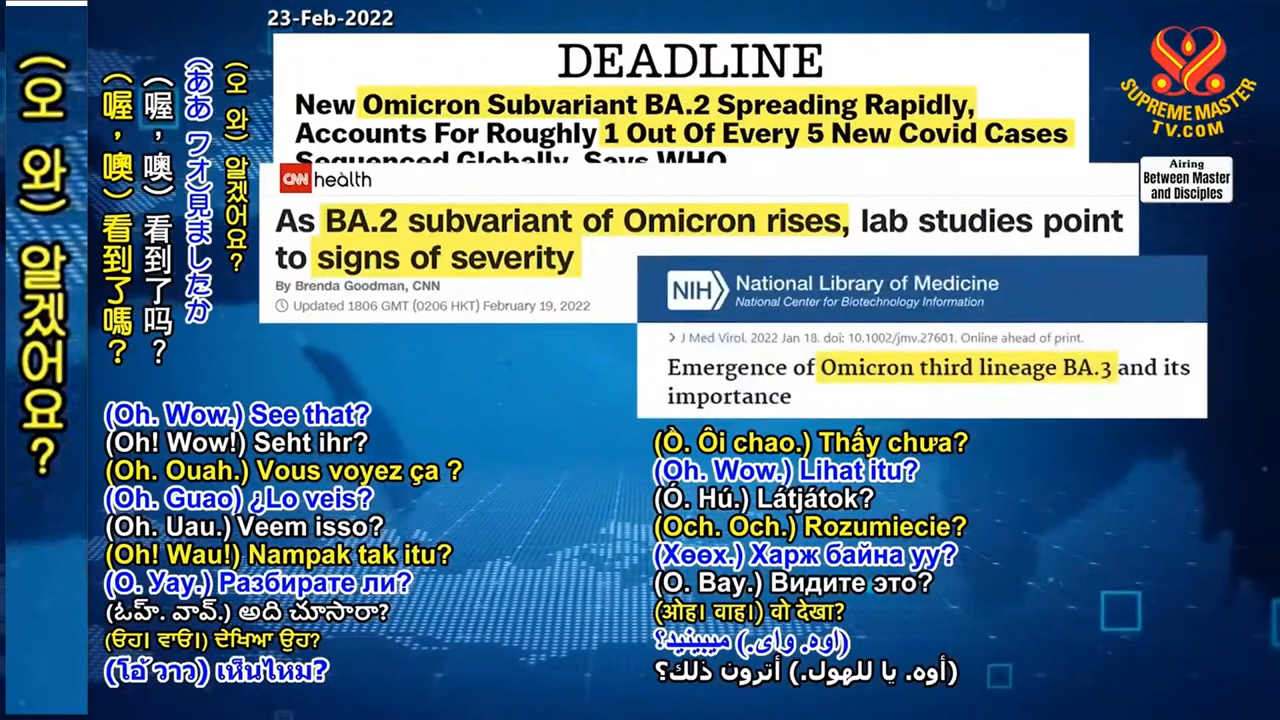 23-Feb-2022
DEADLINE
New Omicron Subvariant BA.2 Spreading Rapidly,
Accounts For Roughly 1 Out Of Every 5 New Covid Cases
Sequenced Globally, Says WHO
CNN health
As BA.2 subvariant of Omicron rises, lab studies point
to signs of severity
By Brenda Goodman, CNN
Updated 1806 GMT (0206 HKT) February 19, 2022
NIH National Library of Medicine
National Center for Biotechnology Information
> J Med Virol. 2022 Jan 18. doi: 10.1002/jmv.27601. Online ahead of print.
Emergence of Omicron third lineage BA.3 and its
importance
SUPREME MASTER
TV.COM
Airing
Between Master
and Disciples
(오 와) 알겠어요?
(喔，噢) 看到了嗎？
(喔，噢) 看到了吗？
(ああ ワオ)見ましたか
(오 와) 알겠어요?
(Oh. Wow.) See that?
(Oh! Wow!) Seht ihr?
(Oh. Ouah.) Vous voyez ça ?
(Oh. Guao) ¿Lo veis?
(Oh. Uau.) Veem isso?
(Oh! Wau!) Nampak tak itu?
(О. Уау.) Разбирате ли?
(ఓహ్. వావ్.) అది చూసారా?
(ਓਹ। ਵਾਓ।) ਦੇਖਿਆ ਉਹ?
(โอ้ วาว) เห็นไหม?
(Ồ. Ôi chao.) Thấy chưa?
(Oh. Wow.) Lihat itu?
(Ó. Hú.) Látjátok?
(Och. Och.) Rozumiecie?
(Хөөх.) Харж байна уу?
(О. Вау.) Видите это?
(ओह। वाह।) वो देखा?
(اوه. وای.) میبینید؟
(أوه. يا للهول.) أترون ذلك؟